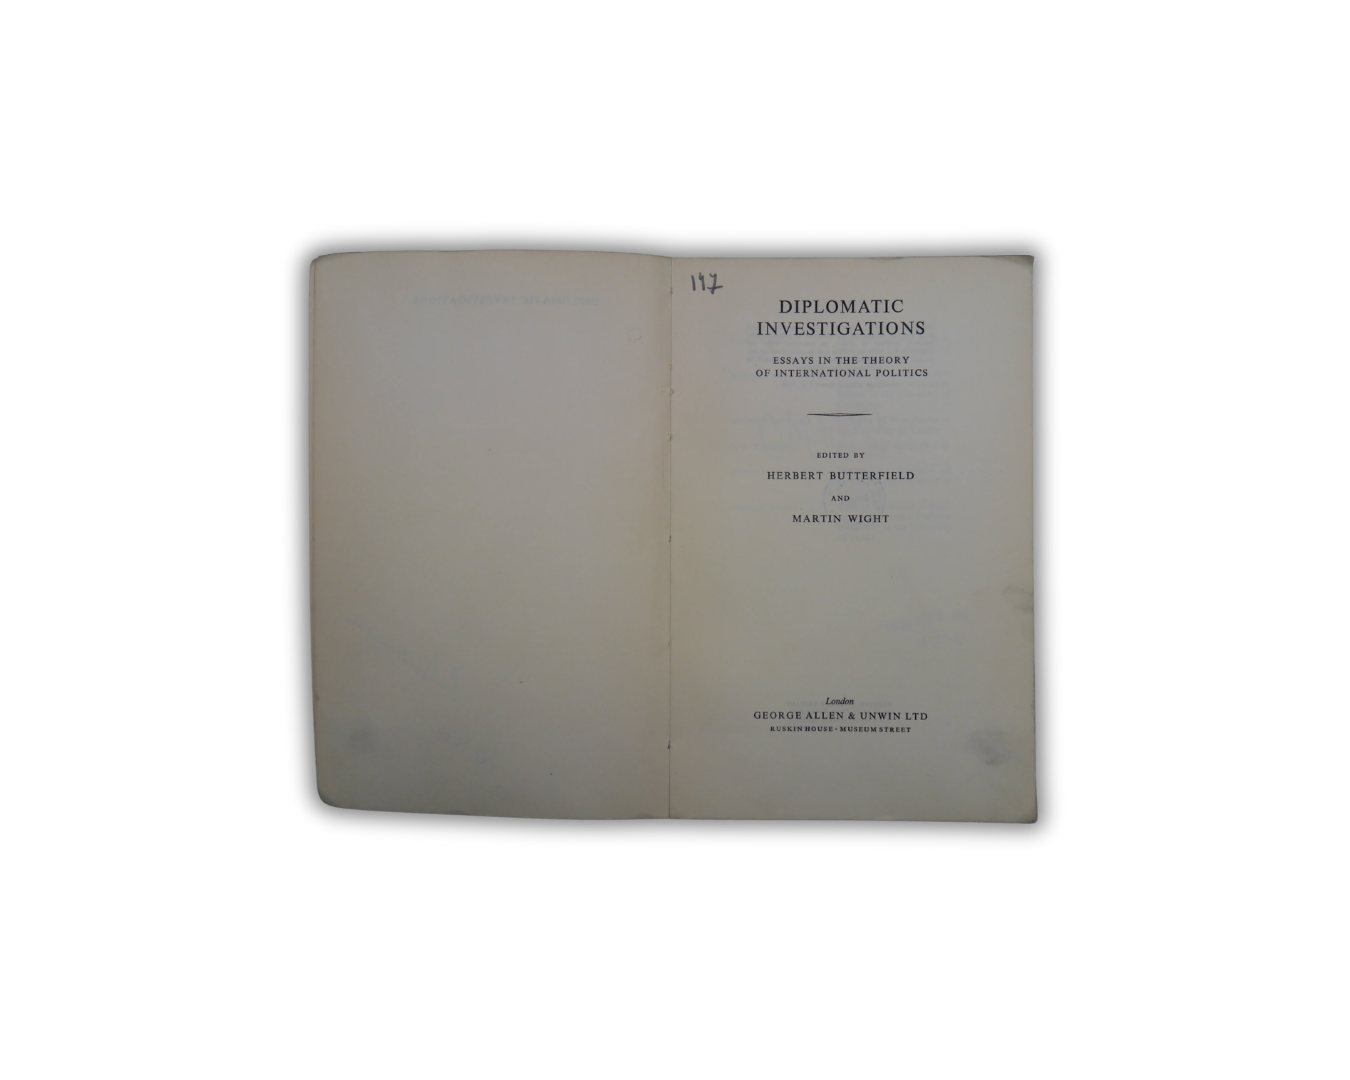 197
DIPLOMATIC
INVESTIGATIONS
ESSAYS IN THE THEORY
OF INTERNATIONAL POLITICS
EDITED BY
HERBERT BUTTERFIELD
AND
MARTIN WIGHT
London
GEORGE ALLEN & UNWIN LTD
RUSKIN HOUSE · MUSEUM STREET